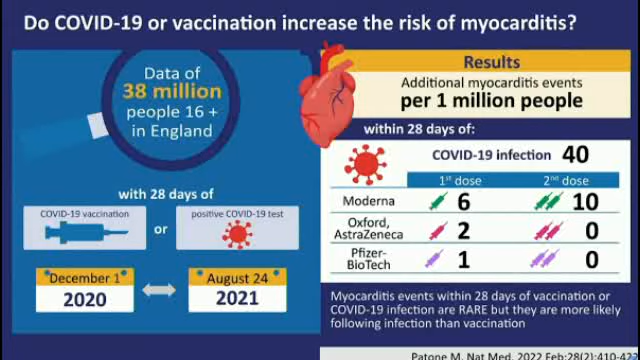 Do COVID-19 or vaccination increase the risk of myocarditis?
Data of
38 million
people 16 +
in England
with 28 days of
COVID-19 vaccination
or
positive COVID-19 test
December 1
2020
August 24
2021
Results
Additional myocarditis events
per 1 million people
within 28 days of:
COVID-19 infection 40
1st dose 2nd dose
Moderna 6 10
Oxford,
AstraZeneca 2 0
Pfizer-
BioTech 1 0
Myocarditis events within 28 days of vaccination or
COVID-19 infection are RARE but they are more likely
following infection than vaccination
Patone M. Nat Med. 2022 Feb;28(2):410-422